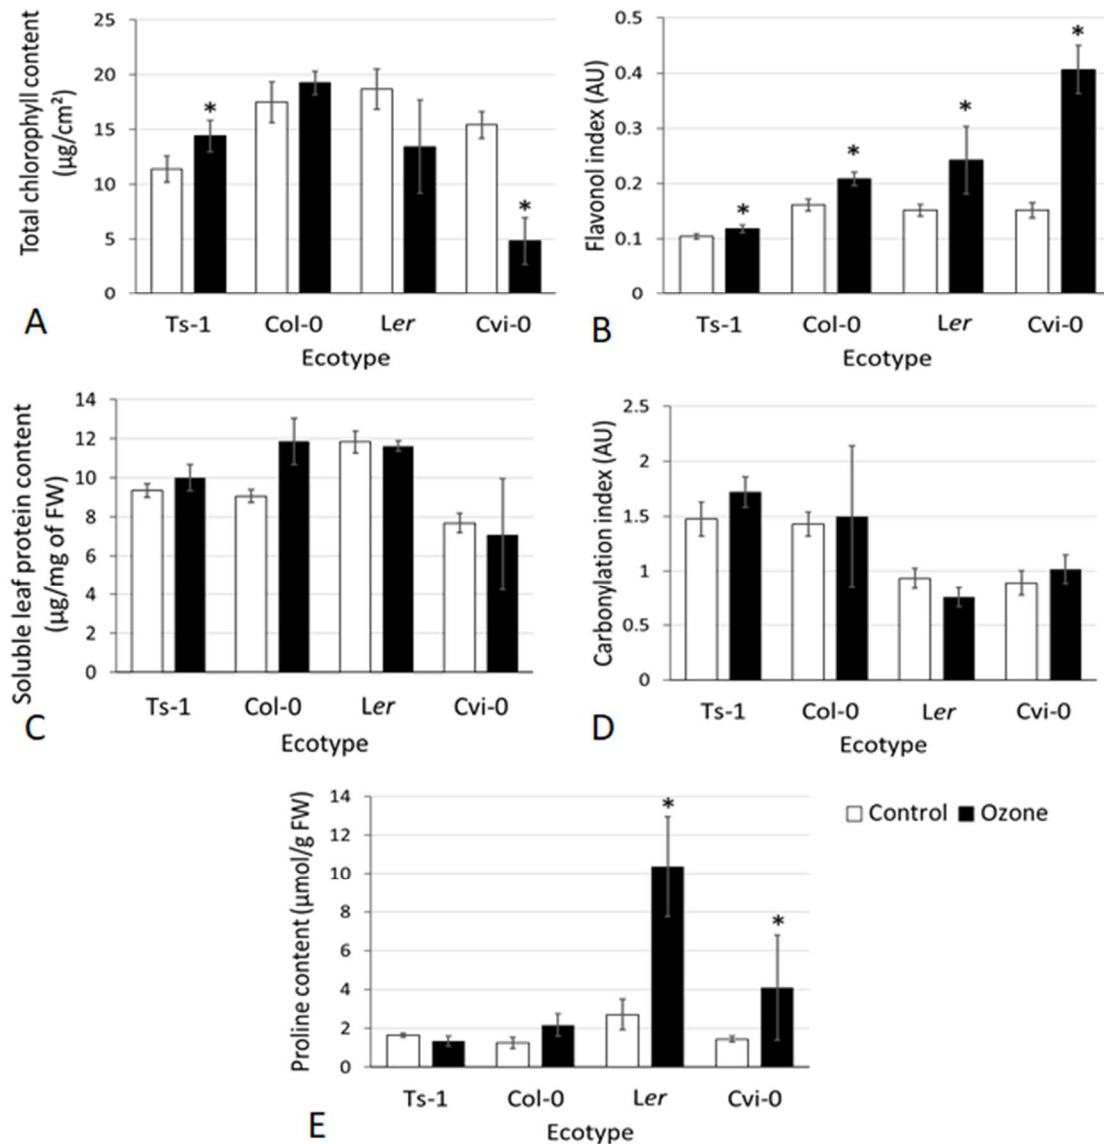 Total chlorophyll content
(µg/cm²)
25
20
15
10
5
0
*
*
Ts-1 Col-0 Ler Cvi-0
Ecotype
A
Flavonol index (AU)
0.5
0.4
0.3
0.2
0.1
0
*
*
*
*
Ts-1 Col-0 Ler Cvi-0
Ecotype
B
Soluble leaf protein content
(µg/mg of FW)
14
12
10
8
6
4
2
0
Ts-1 Col-0 Ler Cvi-0
Ecotype
C
Carbonylation index (AU)
2.5
2
1.5
1
0.5
0
Ts-1 Col-0 Ler Cvi-0
Ecotype
D
Proline content (µmol/g FW)
14
12
10
8
6
4
2
0
*
*
Ts-1 Col-0 Ler Cvi-0
Ecotype
E
Control Ozone